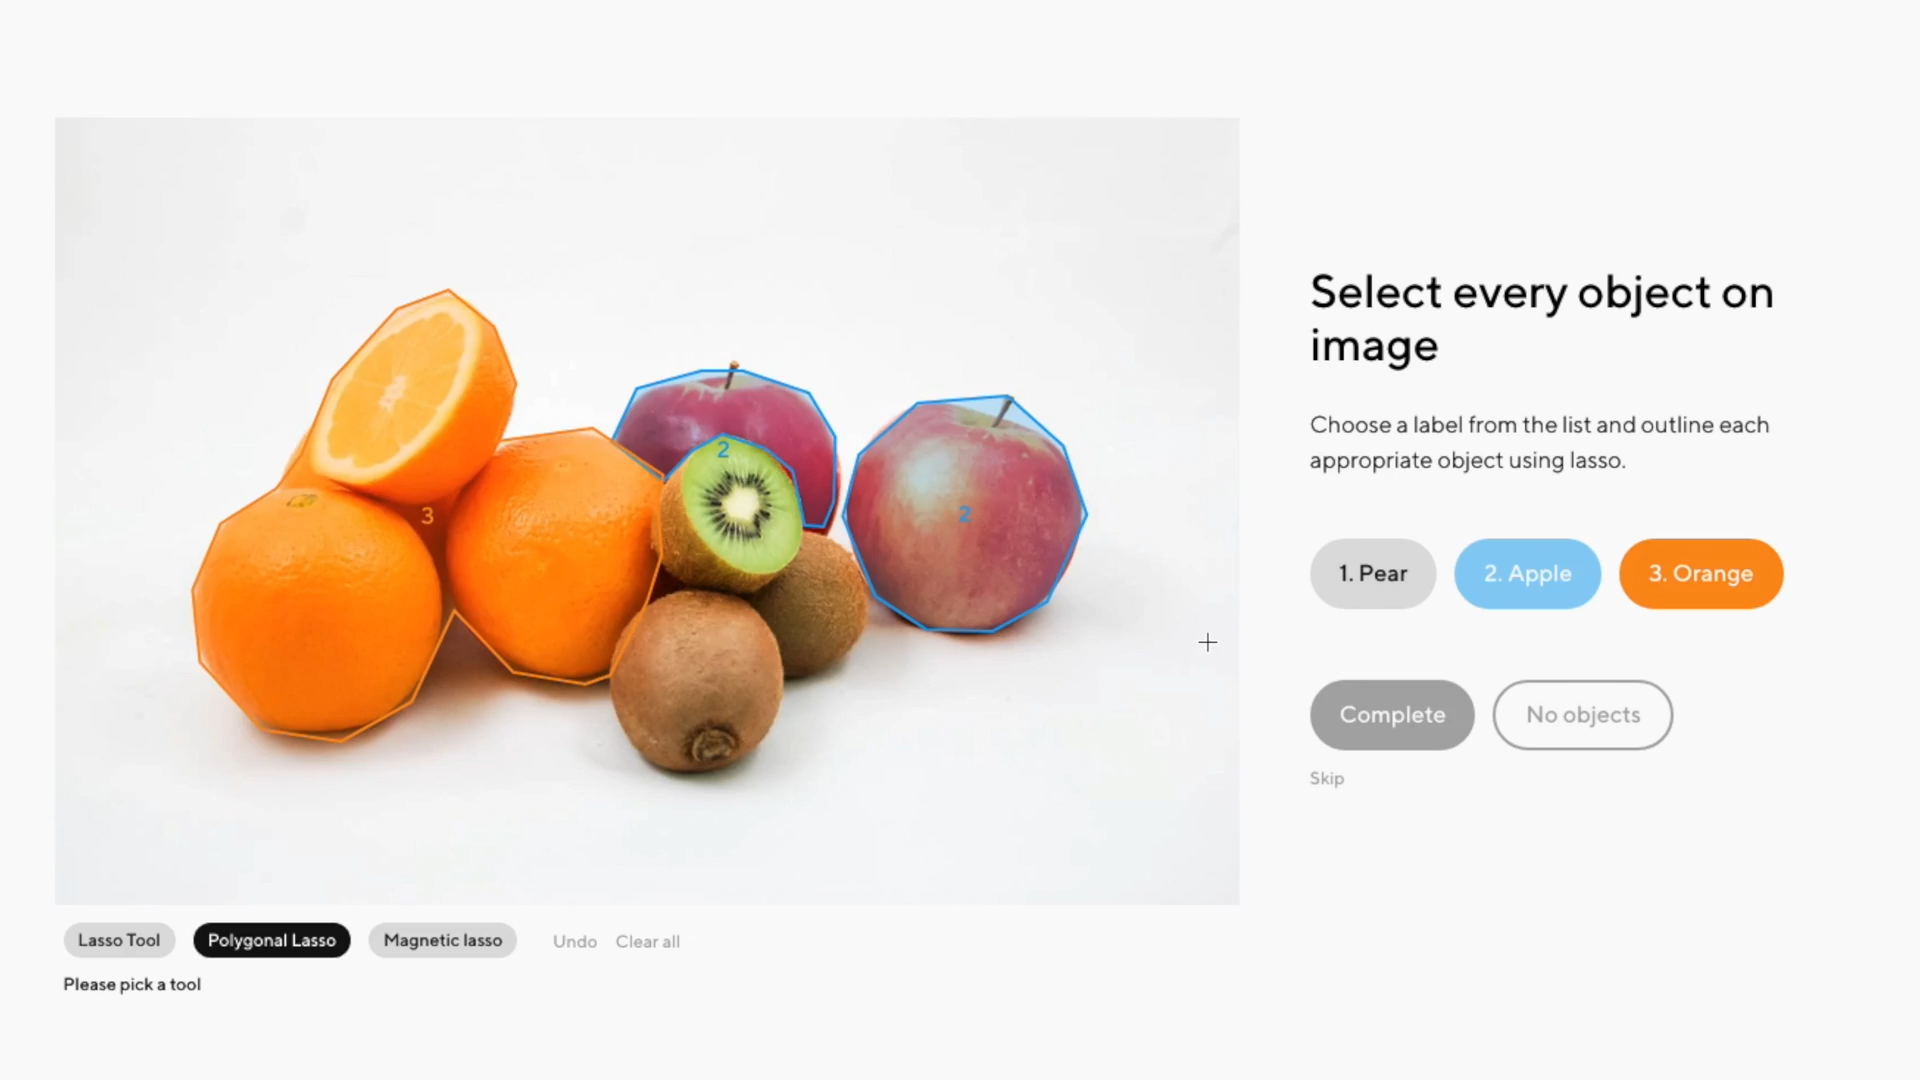 Select every object on
image
Choose a label from the list and outline each
appropriate object using lasso.
2
3
2
1. Pear
2. Apple
3. Orange
Complete
No objects
Skip
Lasso Tool
Polygonal Lasso
Magnetic lasso
Undo
Clear all
Please pick a tool